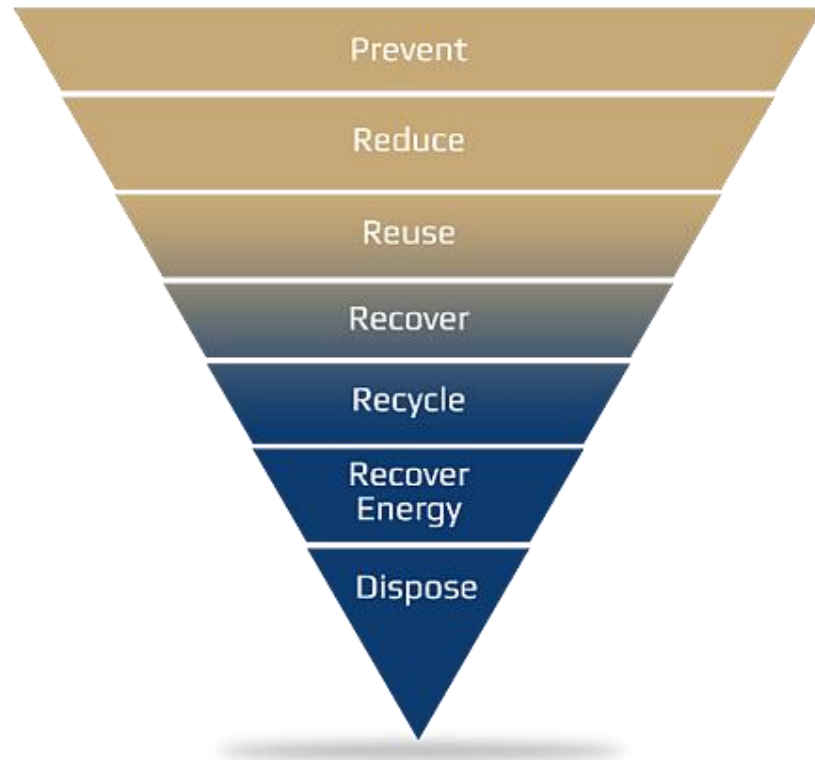 Prevent
Reduce
Reuse
Recover
Recycle
Recover
Energy
Dispose